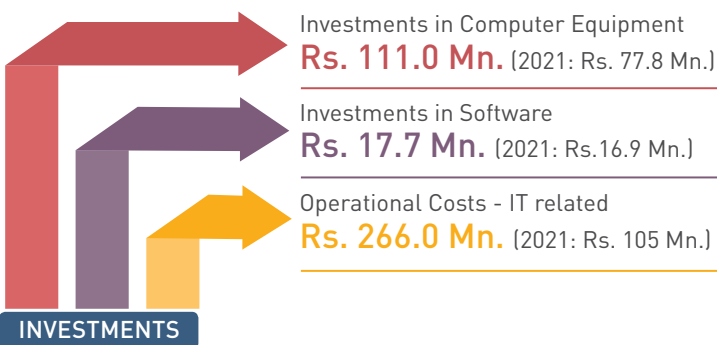 Investments in Computer Equipment
Rs. 111.0 Mn. (2021: Rs. 77.8 Mn.)
Investments in Software
Rs. 17.7 Mn. (2021: Rs.16.9 Mn.)
Operational Costs - IT related
Rs. 266.0 Mn. (2021: Rs. 105 Mn.)
INVESTMENTS